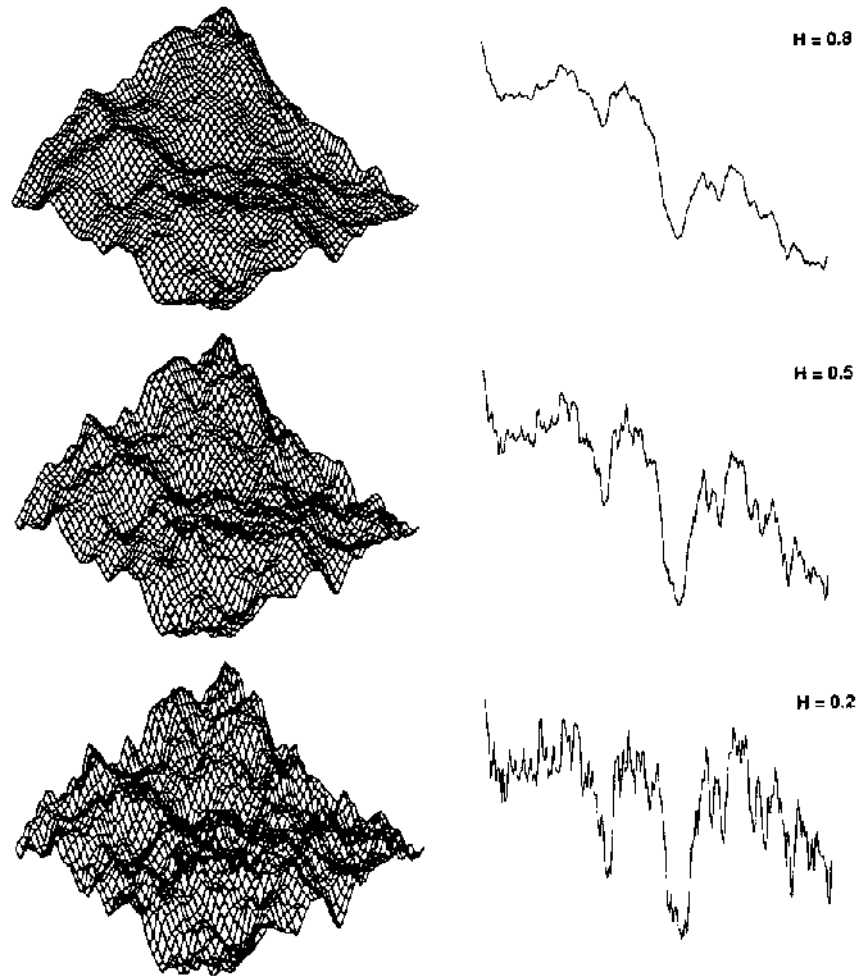 H = 0.8
H = 0.5
H = 0.2